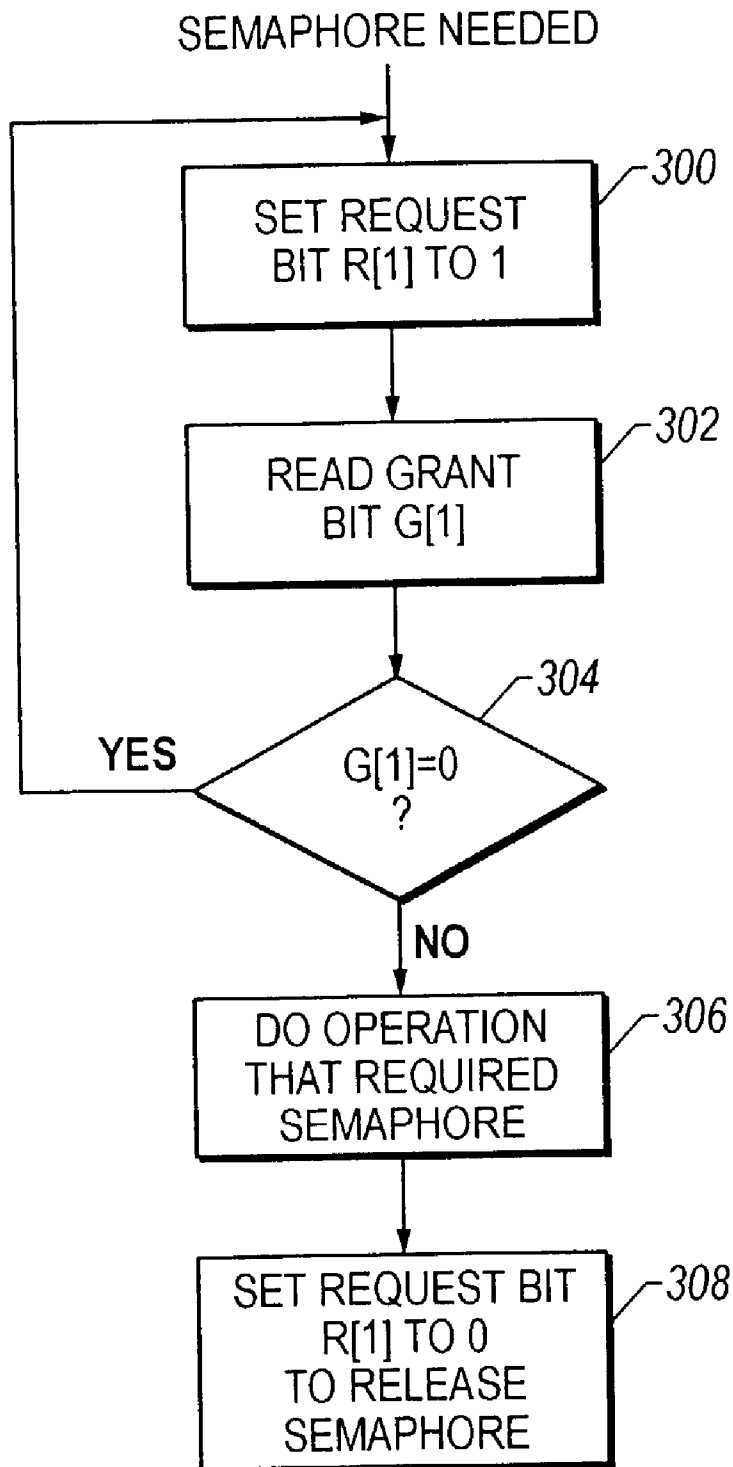 SEMAPHORE NEEDED
300
SET REQUEST
BIT R[1] TO 1
302
READ GRANT
BIT G[1]
304
YES
G[1]=0
?
NO
306
DO OPERATION
THAT REQUIRED
SEMAPHORE
308
SET REQUEST BIT
R[1] TO 0
TO RELEASE
SEMAPHORE